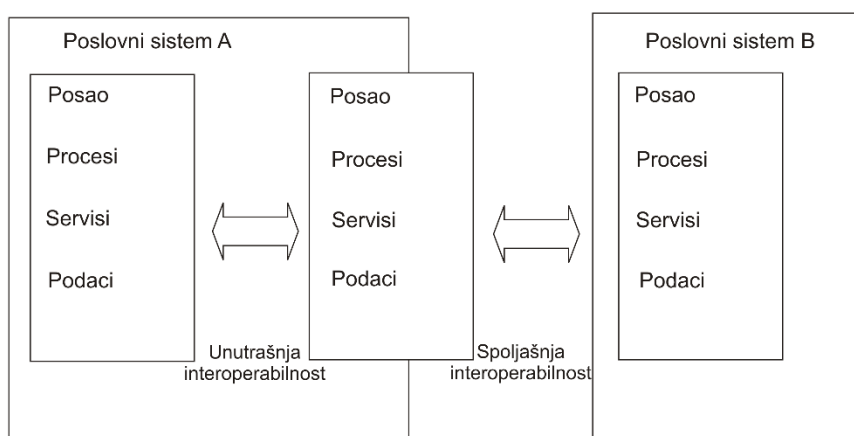 Poslovni sistem A
Posao
Procesi
Servisi
Podaci
Unutrašnja
interoperabilnost
Posao
Procesi
Servisi
Podaci
Spoljašnja
interoperabilnost
Poslovni sistem B
Posao
Procesi
Servisi
Podaci